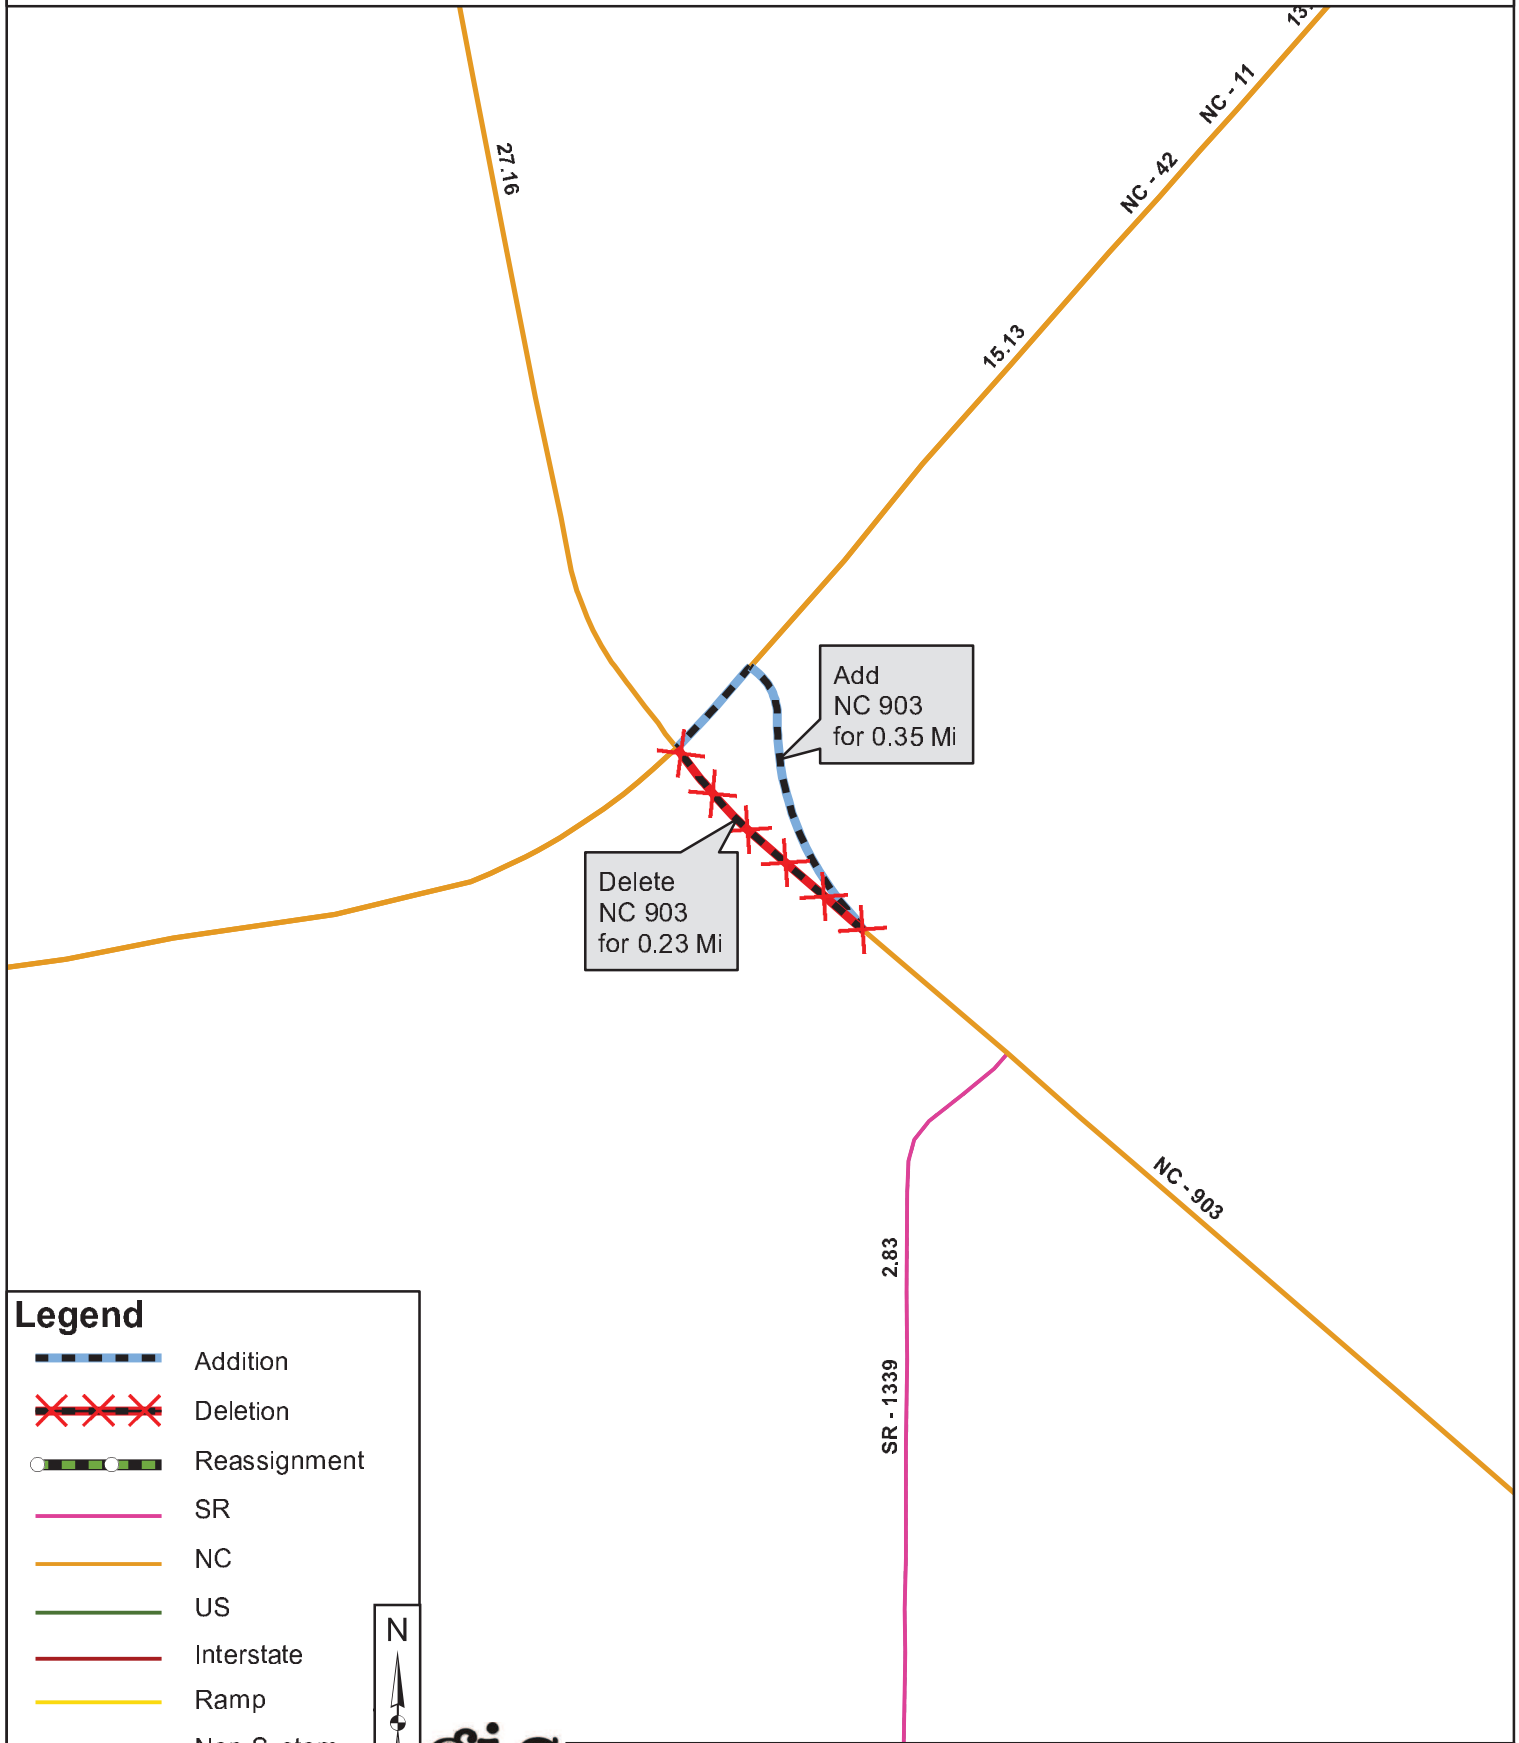 NC - 11
NC - 42
27.16
15.13
Add
NC 903
for 0.35 Mi
Delete
NC 903
for 0.23 Mi
NC - 903
2.83
SR - 1339
Legend
Addition
Deletion
Reassignment
SR
NC
US
Interstate
Ramp
N